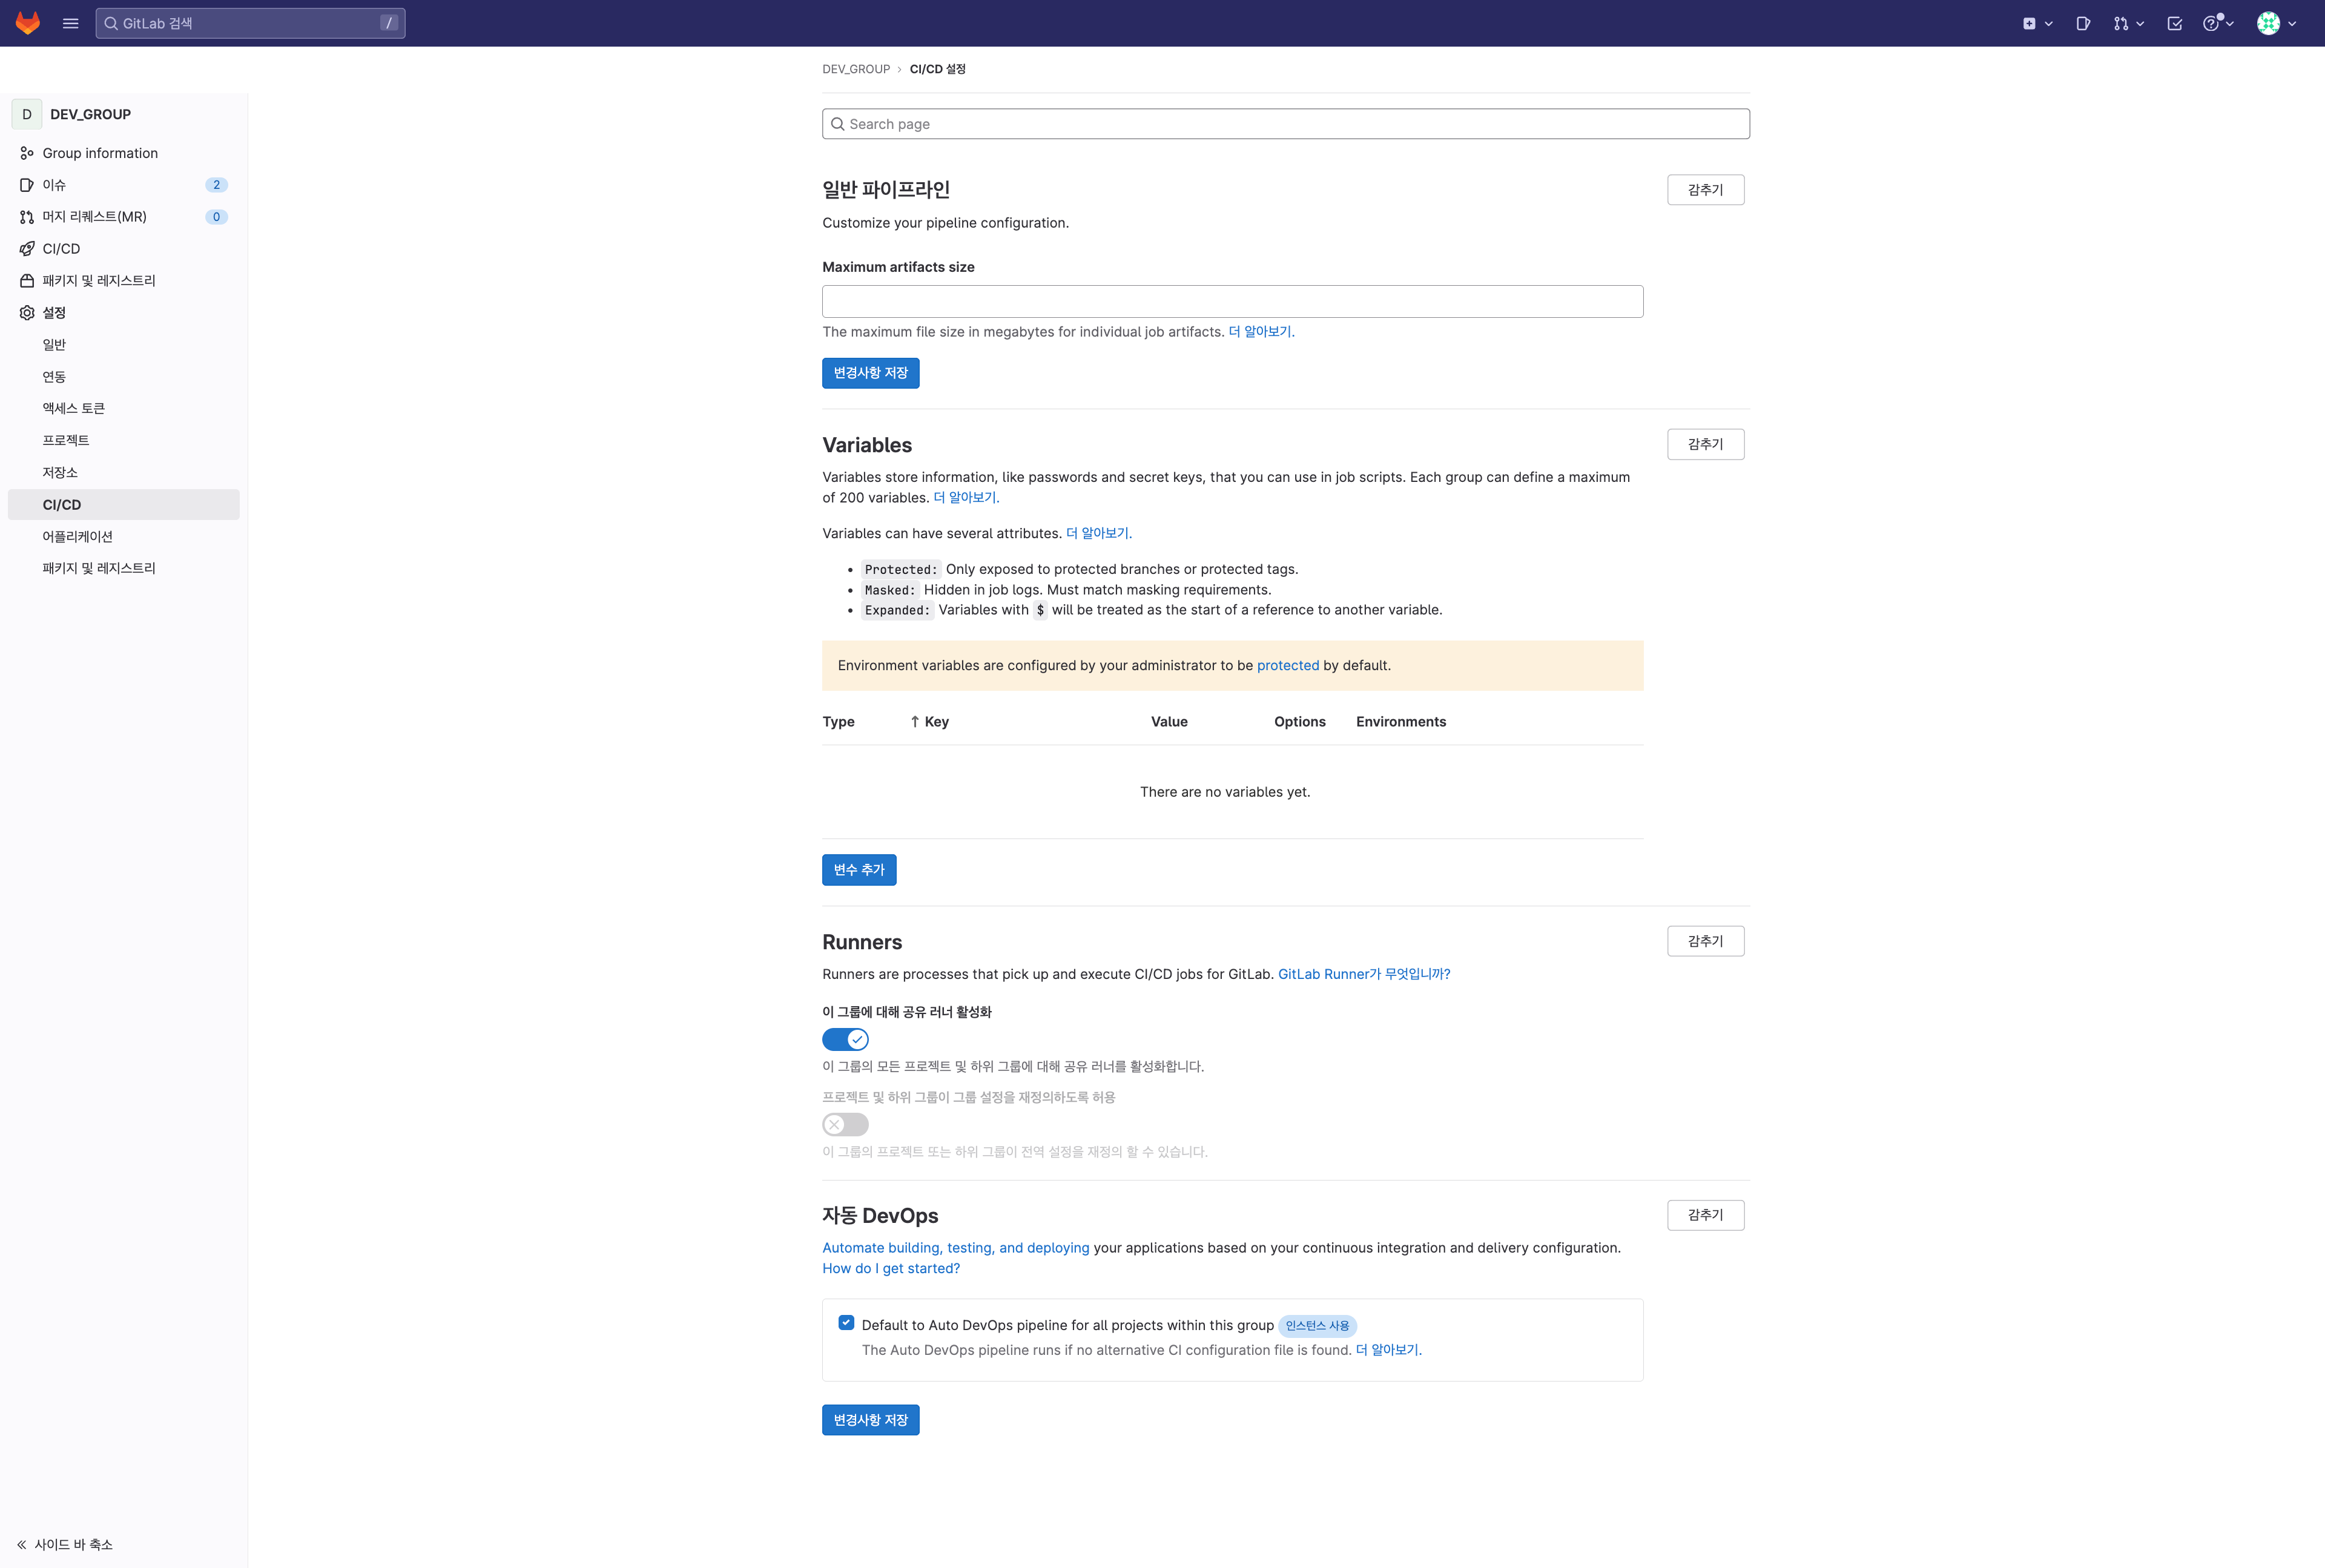 GitLab 검색
/
DEV_GROUP › CI/CD 설정
D DEV_GROUP
Group information
이슈 2
머지 리퀘스트(MR) 0
CI/CD
패키지 및 레지스트리
설정
일반
연동
액세스 토큰
프로젝트
저장소
CI/CD
어플리케이션
패키지 및 레지스트리
사이드 바 축소
Search page
일반 파이프라인
감추기
Customize your pipeline configuration.
Maximum artifacts size
The maximum file size in megabytes for individual job artifacts. 더 알아보기.
변경사항 저장
Variables
감추기
Variables store information, like passwords and secret keys, that you can use in job scripts. Each group can define a maximum
of 200 variables. 더 알아보기.
Variables can have several attributes. 더 알아보기.
• Protected: Only exposed to protected branches or protected tags.
• Masked: Hidden in job logs. Must match masking requirements.
• Expanded: Variables with $ will be treated as the start of a reference to another variable.
Environment variables are configured by your administrator to be protected by default.
Type ↑ Key Value Options Environments
There are no variables yet.
변수 추가
Runners
감추기
Runners are processes that pick up and execute CI/CD jobs for GitLab. GitLab Runner가 무엇입니까?
이 그룹에 대해 공유 러너 활성화
이 그룹의 모든 프로젝트 및 하위 그룹에 대해 공유 러너를 활성화합니다.
프로젝트 및 하위 그룹이 그룹 설정을 재정의하도록 허용
이 그룹의 프로젝트 또는 하위 그룹이 전역 설정을 재정의 할 수 있습니다.
자동 DevOps
감추기
Automate building, testing, and deploying your applications based on your continuous integration and delivery configuration.
How do I get started?
Default to Auto DevOps pipeline for all projects within this group 인스턴스 사용
The Auto DevOps pipeline runs if no alternative CI configuration file is found. 더 알아보기.
변경사항 저장